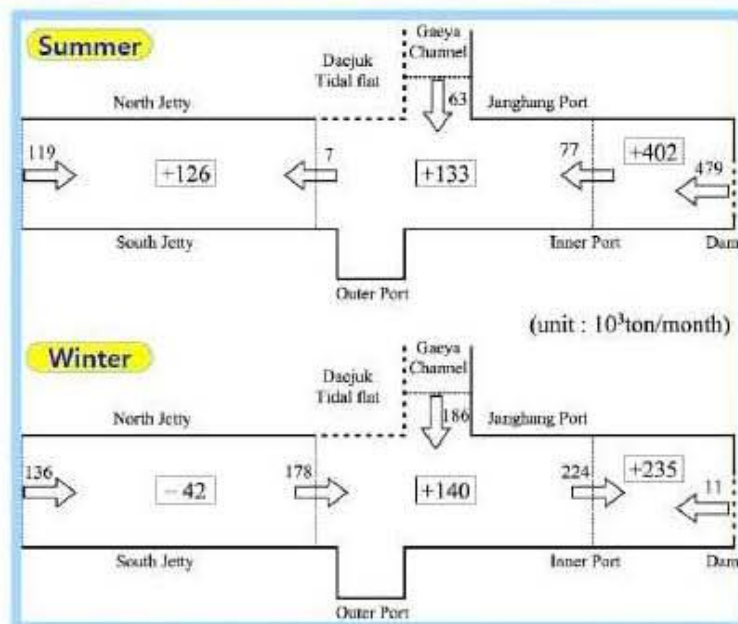 Summer
Gaeya
Channel
Daejuk
Tidal flat
North Jetty
63
Janghang Port
119
+126
7
+133
77
+402
479
South Jetty
Inner Port
Dam
Outer Port
(unit : 10³ton/month)
Winter
Gaeya
Channel
Daejuk
Tidal flat
North Jetty
186
Janghang Port
136
− 42
178
+140
224
+235
11
South Jetty
Inner Port
Dam
Outer Port